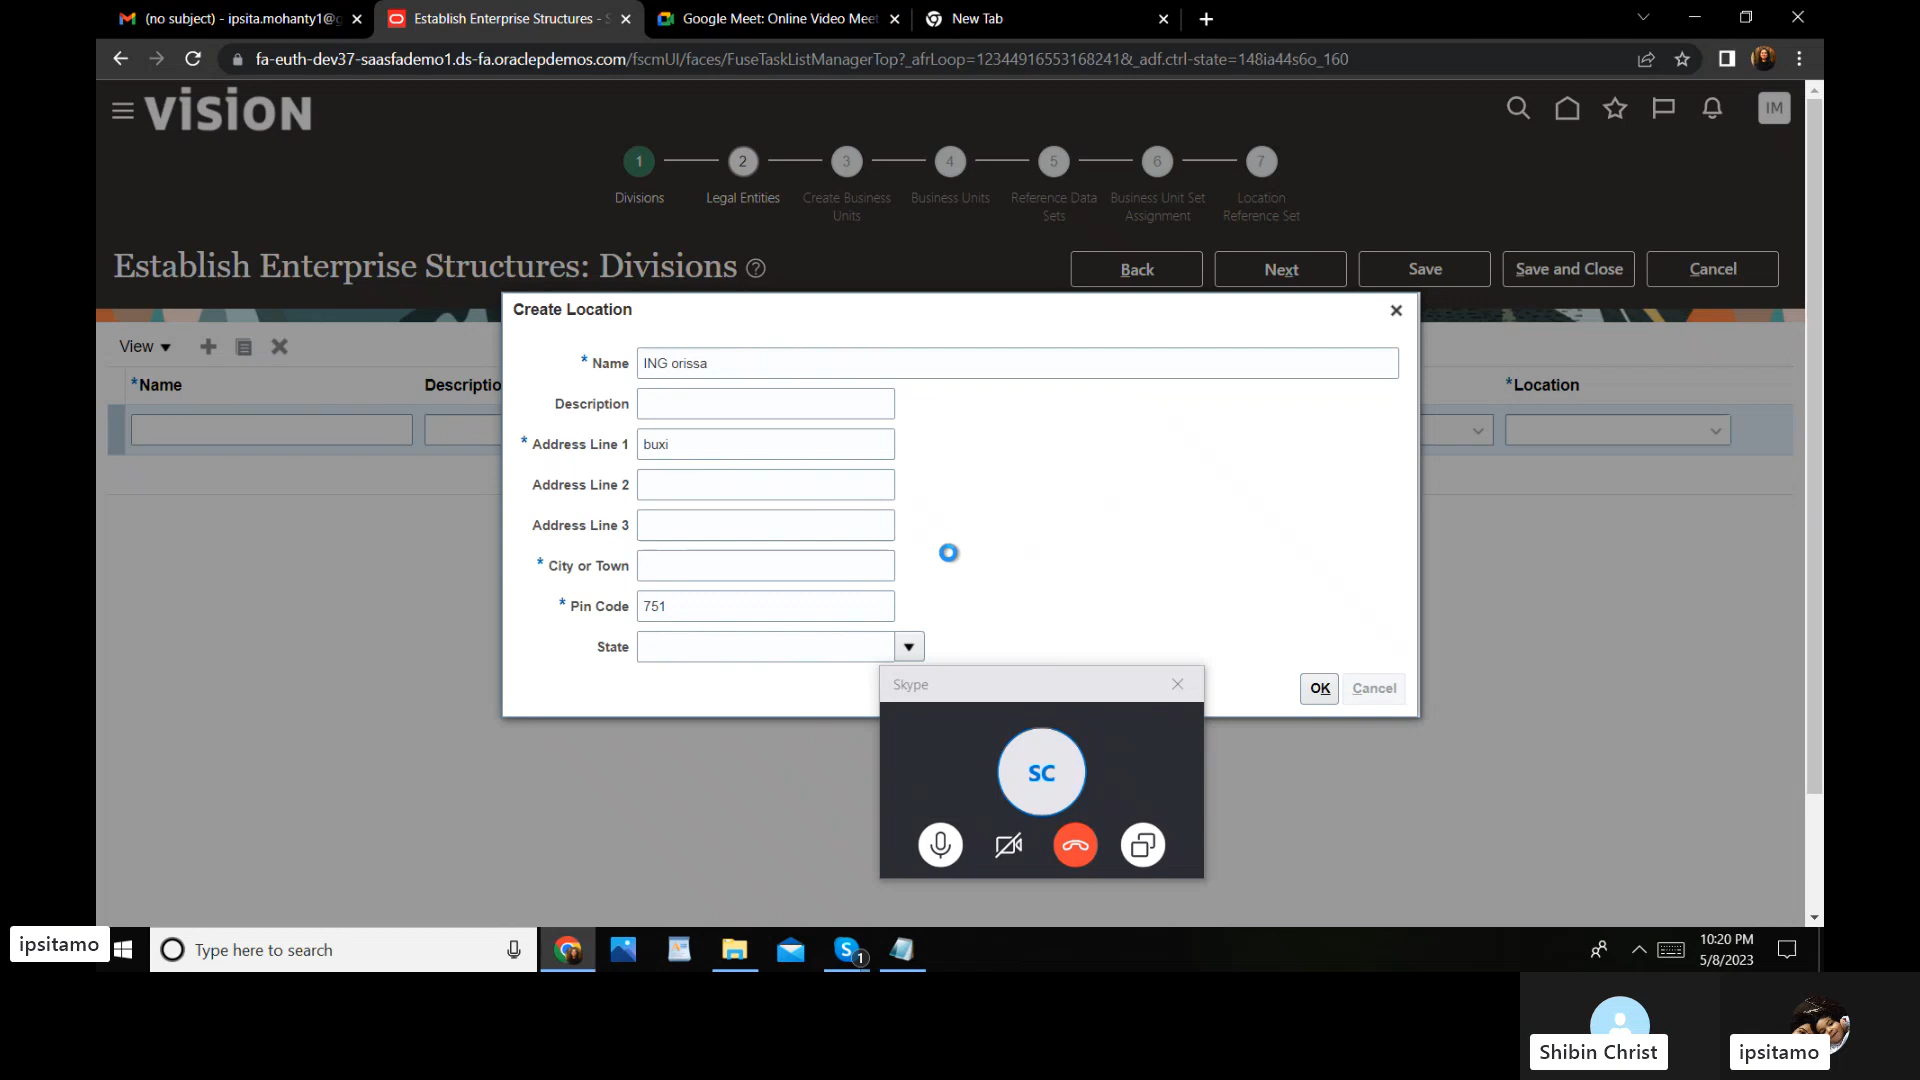 (no subject) - ipsita.mohanty1@g
Establish Enterprise Structures - S
Google Meet: Online Video Meet
New Tab
fa-euth-dev37-saasfademo1.ds-fa.oraclepdemos.com/fscmUI/faces/FuseTaskListManagerTop?_afrLoop=12344916553168241&_adf.ctrl-state=148ia44s6o_160
VISION
IM
1
2
3
4
5
6
7
Divisions
Legal Entities
Create Business Units
Business Units
Reference Data Sets
Business Unit Set Assignment
Location Reference Set
Establish Enterprise Structures: Divisions
Back
Next
Save
Save and Close
Cancel
Create Location
View
*Name
Descriptio
*Location
* Name
ING orissa
Description
* Address Line 1
buxi
Address Line 2
Address Line 3
* City or Town
* Pin Code
751
State
OK
Cancel
Skype
SC
ipsitamo
Type here to search
1
10:20 PM
5/8/2023
Shibin Christ
ipsitamo